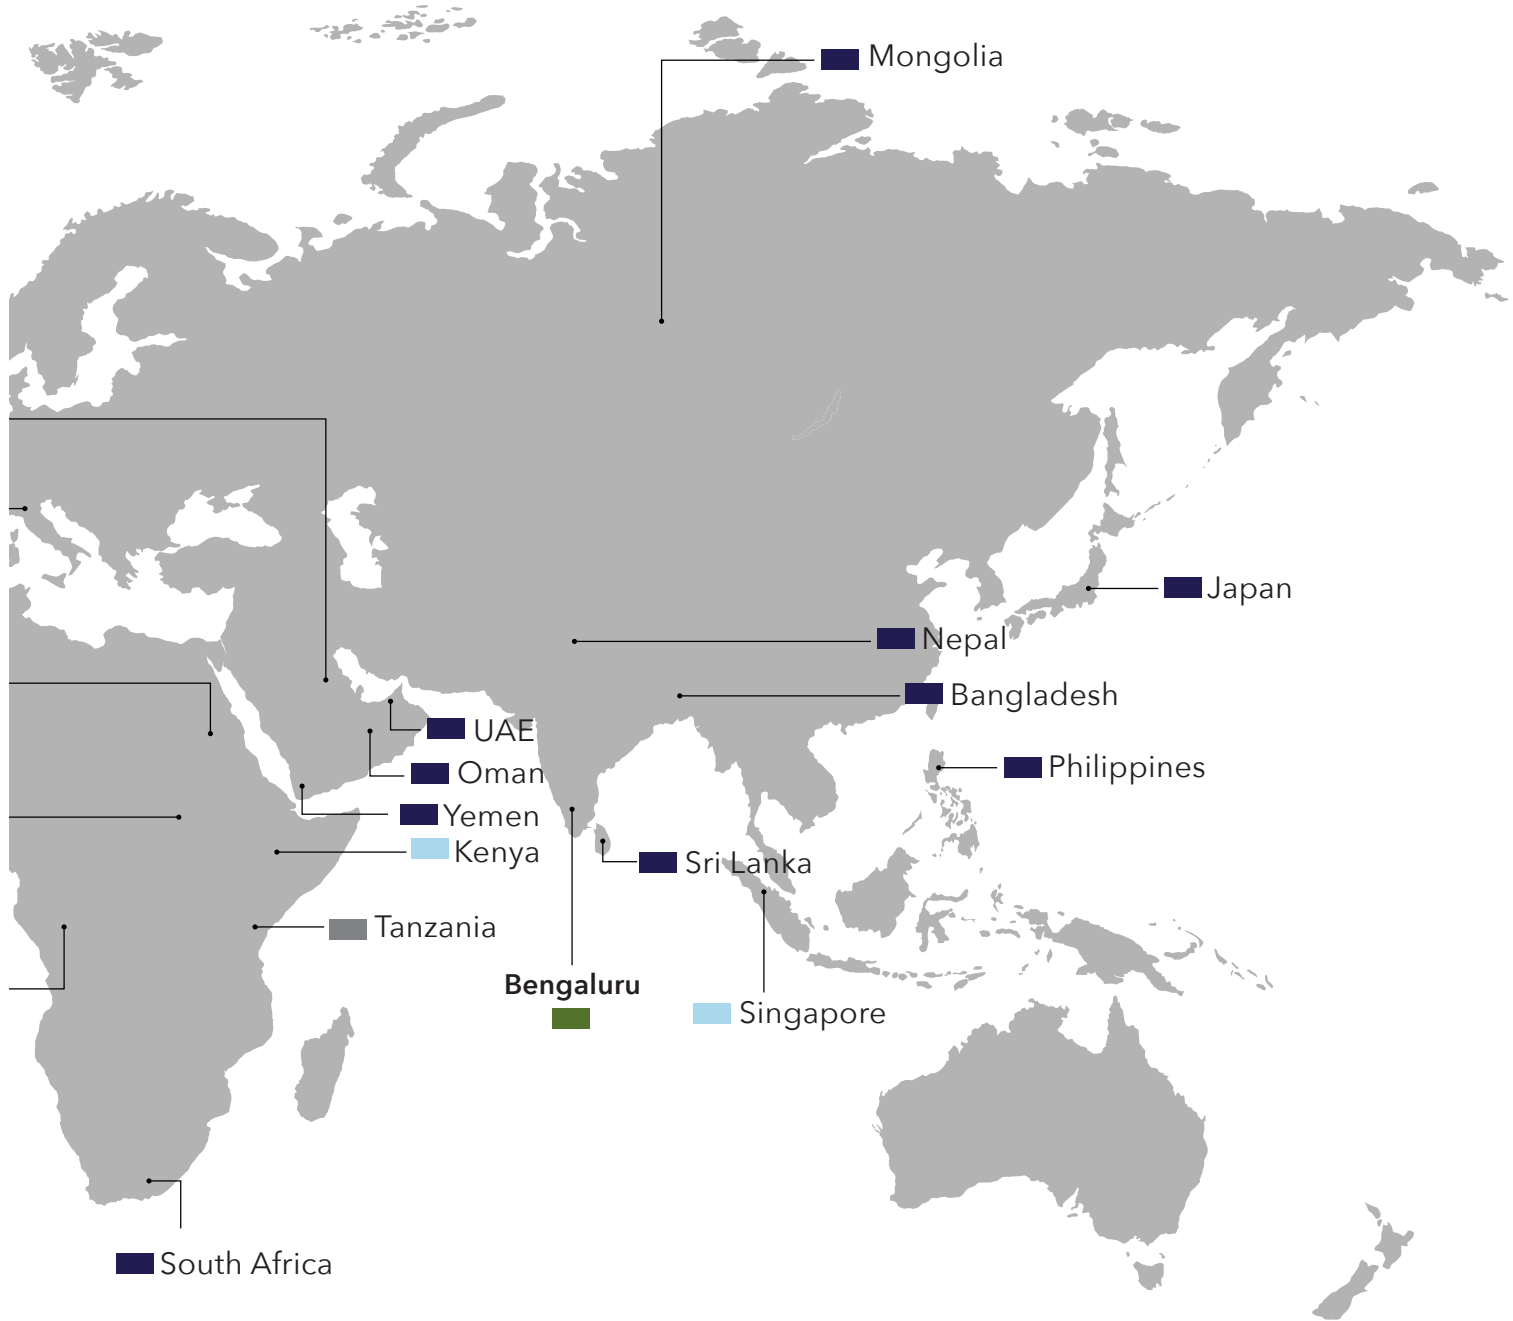 Mongolia
Japan
Nepal
Bangladesh
UAE
Philippines
Oman
Yemen
Kenya
Sri Lanka
Tanzania
Bengaluru
Singapore
South Africa